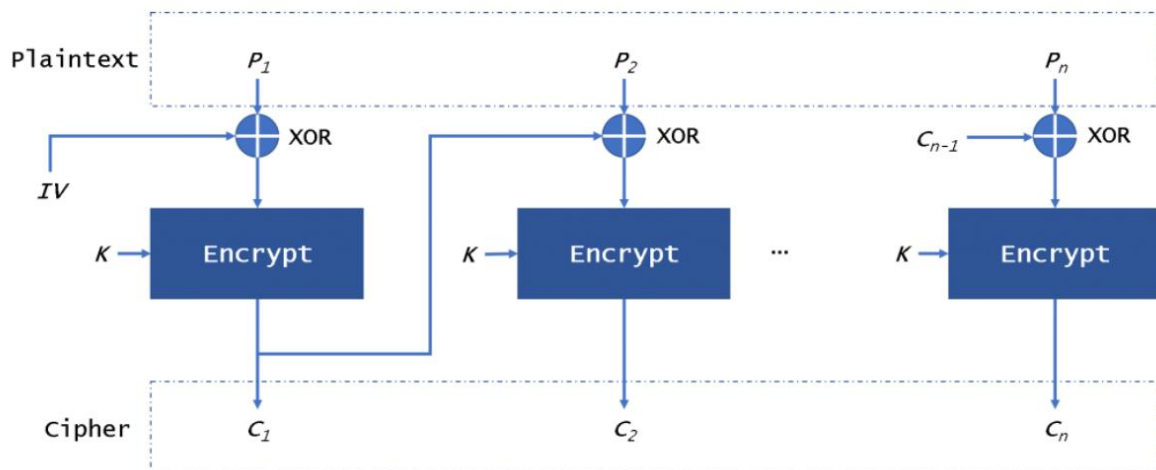 Plaintext P₁ P₂ Pₙ
XOR XOR Cₙ₋₁ XOR
IV
K Encrypt K Encrypt ... K Encrypt
Cipher C₁ C₂ Cₙ